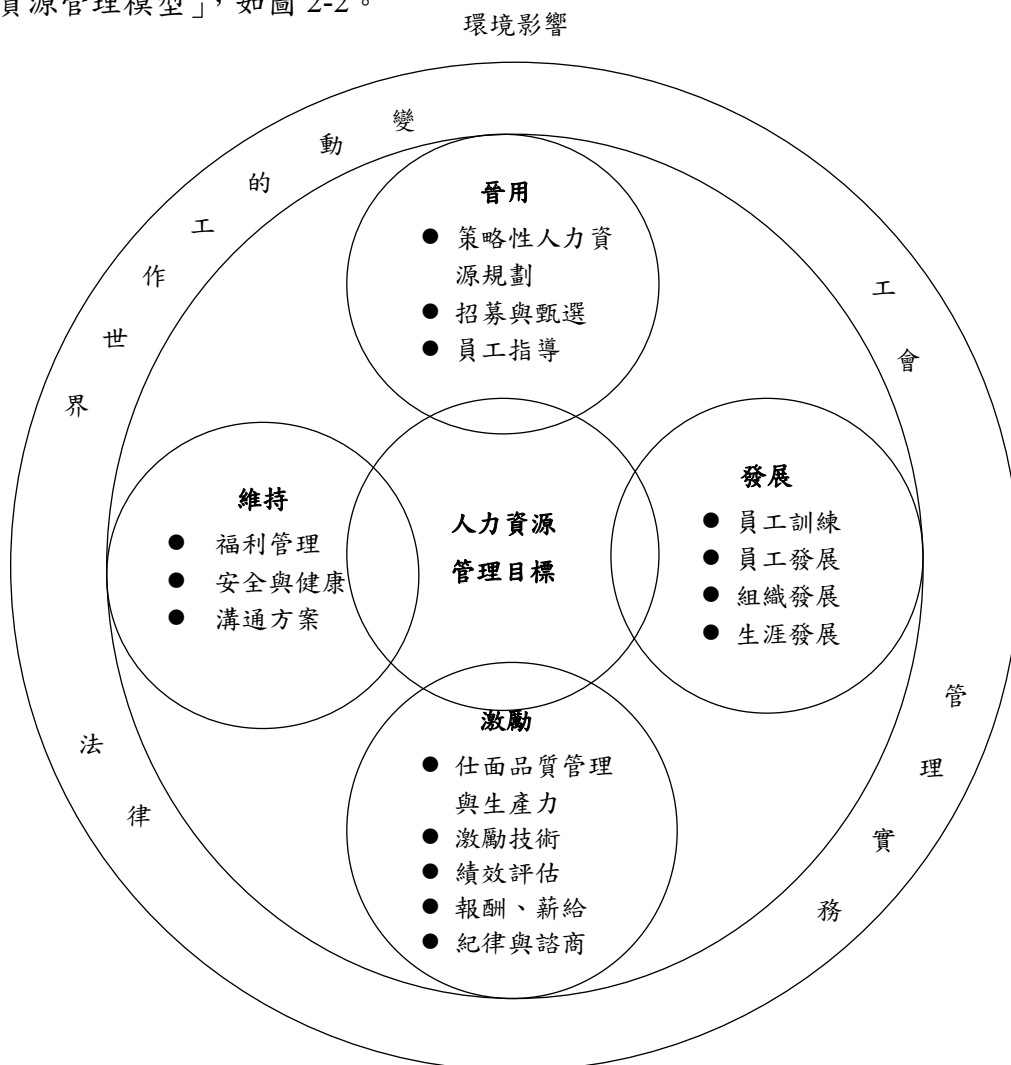 資源管理模型」，如圖 2-2。
環境影響
變動的工作世界
工會
晉用
● 策略性人力資
源規劃
● 招募與甄選
● 員工指導
維持
● 福利管理
● 安全與健康
● 溝通方案
人力資源
管理目標
發展
● 員工訓練
● 員工發展
● 組織發展
● 生涯發展
激勵
● 仕面品質管理
與生產力
● 激勵技術
● 績效評估
● 報酬、薪給
● 紀律與諮商
法律
管理實務